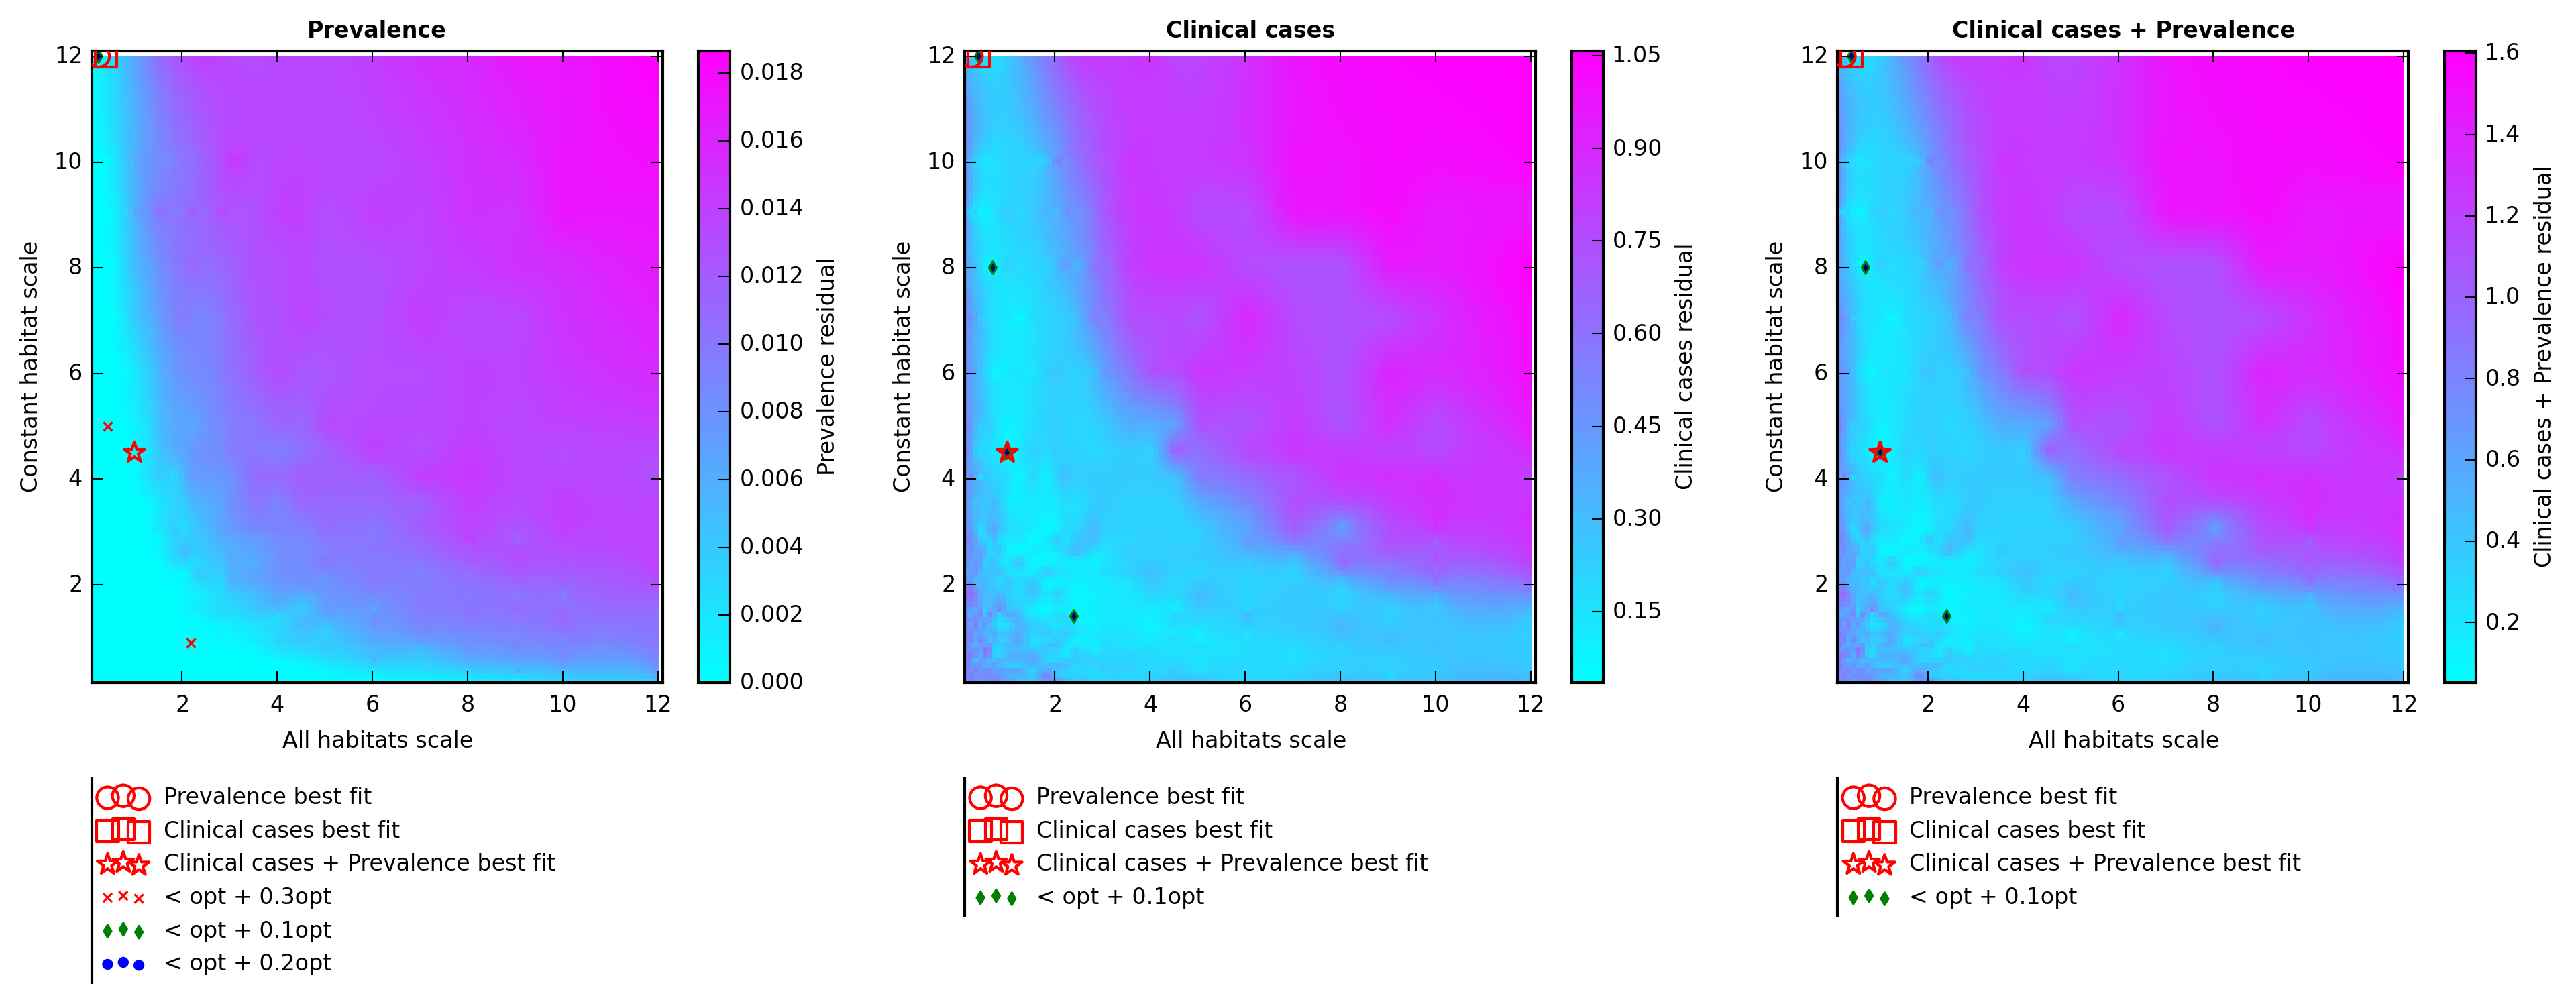 Prevalence
Clinical cases
Clinical cases + Prevalence
12
10
8
6
4
2
Constant habitat scale
2 4 6 8 10 12
All habitats scale
0.018
0.016
0.014
0.012
0.010
0.008
0.006
0.004
0.002
0.000
Prevalence residual
12
10
8
6
4
2
Constant habitat scale
2 4 6 8 10 12
All habitats scale
1.05
0.90
0.75
0.60
0.45
0.30
0.15
Clinical cases residual
12
10
8
6
4
2
Constant habitat scale
2 4 6 8 10 12
All habitats scale
1.6
1.4
1.2
1.0
0.8
0.6
0.4
0.2
Clinical cases + Prevalence residual
Prevalence best fit
Clinical cases best fit
Clinical cases + Prevalence best fit
< opt + 0.3opt
< opt + 0.1opt
< opt + 0.2opt
Prevalence best fit
Clinical cases best fit
Clinical cases + Prevalence best fit
< opt + 0.1opt
Prevalence best fit
Clinical cases best fit
Clinical cases + Prevalence best fit
< opt + 0.1opt